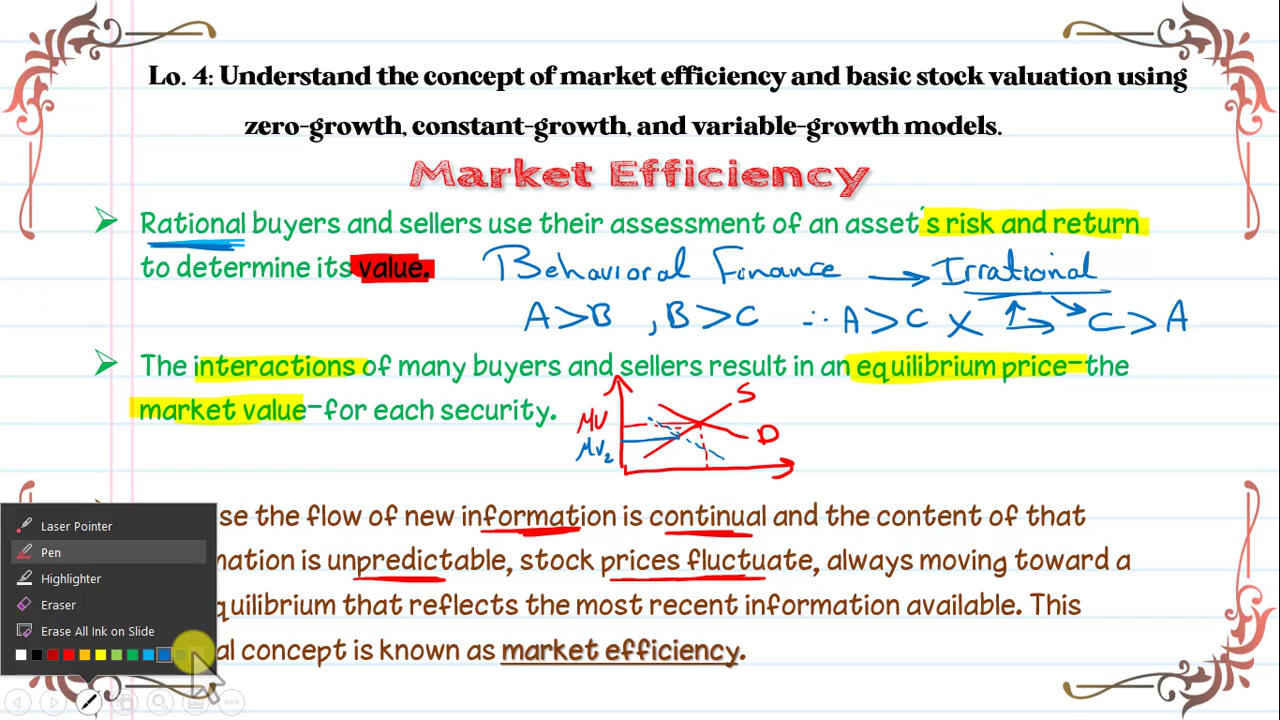 Lo. 4: Understand the concept of market efficiency and basic stock valuation using
zero-growth, constant-growth, and variable-growth models.
Market Efficiency
➢ Rational buyers and sellers use their assessment of an asset's risk and return
to determine its value.
Behavioral Finance → Irrational
A>B , B>C ∴ A>C X C>A
➢ The interactions of many buyers and sellers result in an equilibrium price—the
market value—for each security.
S
MV
D
MV₂
se the flow of new information is continual and the content of that
mation is unpredictable, stock prices fluctuate, always moving toward a
quilibrium that reflects the most recent information available. This
al concept is known as market efficiency.
Laser Pointer
Pen
Highlighter
Eraser
Erase All Ink on Slide